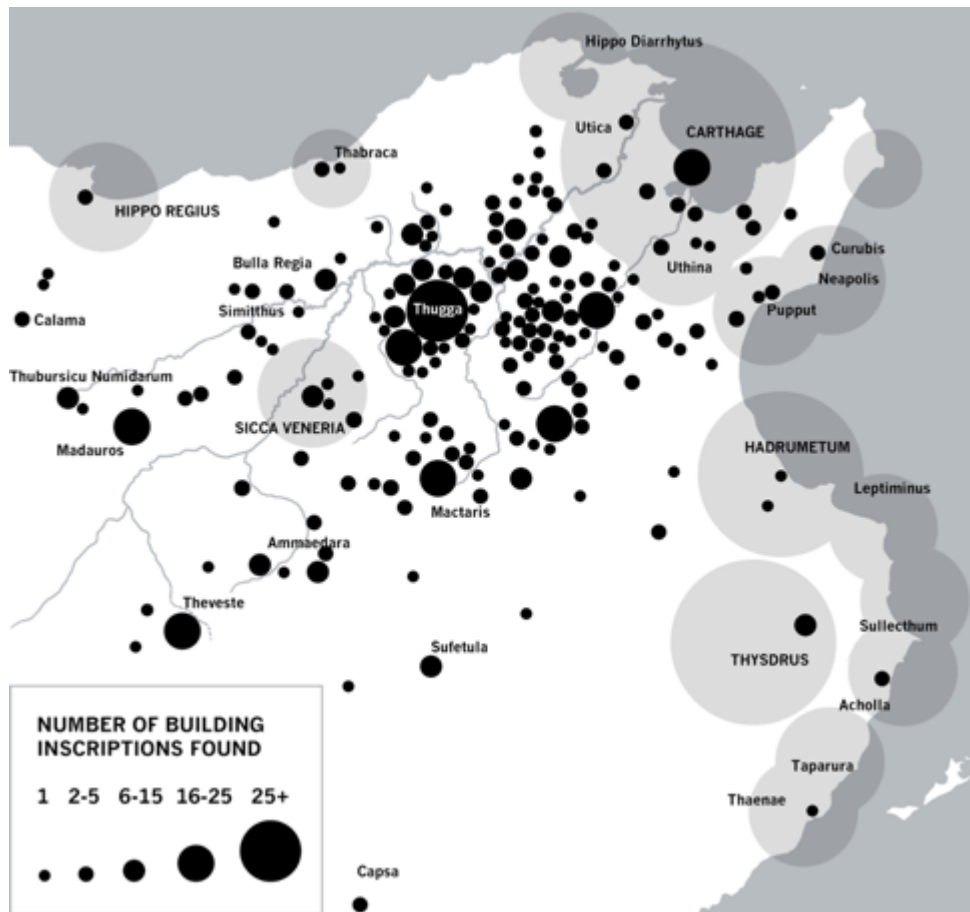 Hippo Diarrhytus
Utica
CARTHAGE
Thabraca
HIPPO REGIUS
Curubis
Bulla Regia
Uthina
Neapolis
Simitthus
Thugga
Pupput
Calama
Thubursicu Numidarum
SICCA VENERIA
Madauros
HADRUMETUM
Leptiminus
Mactaris
Ammaedara
Theveste
Sullecthum
Sufetula
THYSDRUS
Acholla
Taparura
Thaenae
Capsa
NUMBER OF BUILDING
INSCRIPTIONS FOUND
1 2-5 6-15 16-25 25+